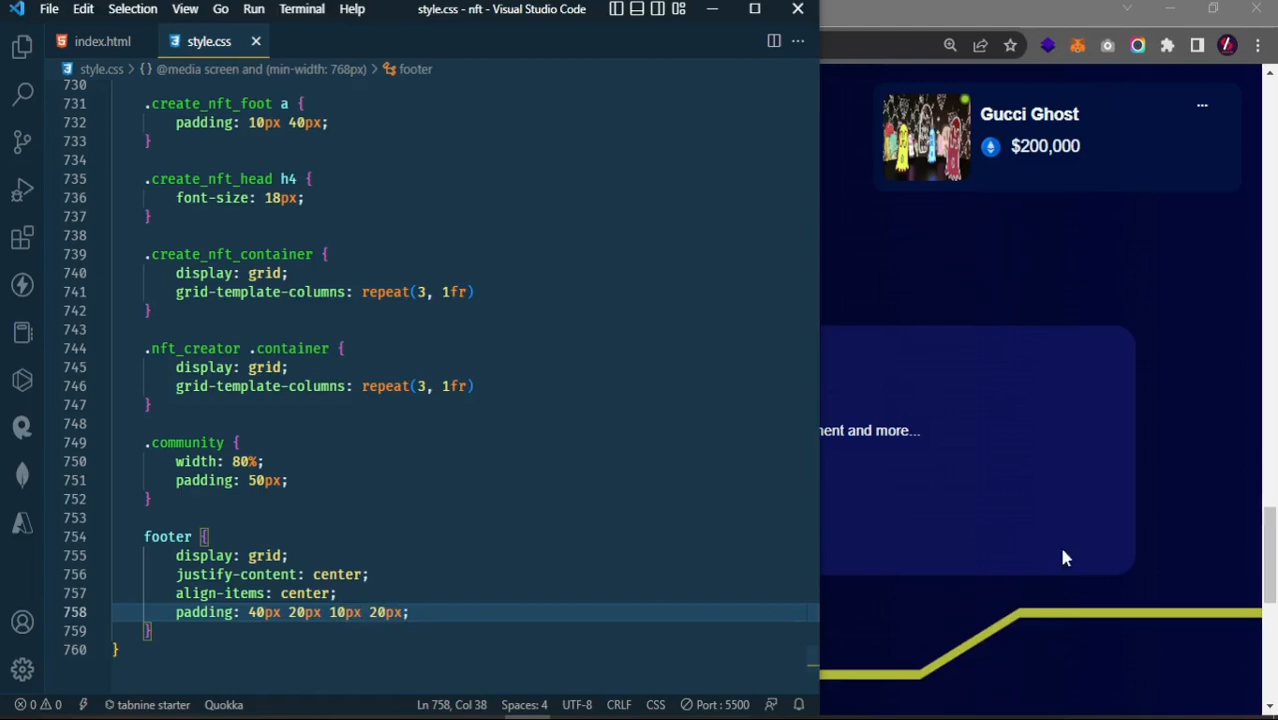 File Edit Selection View Go Run Terminal Help style.css - nft - Visual Studio Code
index.html style.css
style.css > {} @media screen and (min-width: 768px) > footer
730
731 .create_nft_foot a {
732 padding: 10px 40px;
733 }
734
735 .create_nft_head h4 {
736 font-size: 18px;
737 }
738
739 .create_nft_container {
740 display: grid;
741 grid-template-columns: repeat(3, 1fr)
742 }
743
744 .nft_creator .container {
745 display: grid;
746 grid-template-columns: repeat(3, 1fr)
747 }
748
749 .community {
750 width: 80%;
751 padding: 50px;
752 }
753
754 footer {
755 display: grid;
756 justify-content: center;
757 align-items: center;
758 padding: 40px 20px 10px 20px;
759 }
760 }
0 0 tabnine starter Quokka Ln 758, Col 38 Spaces: 4 UTF-8 CRLF CSS Port : 5500
Gucci Ghost
$200,000
ment and more...